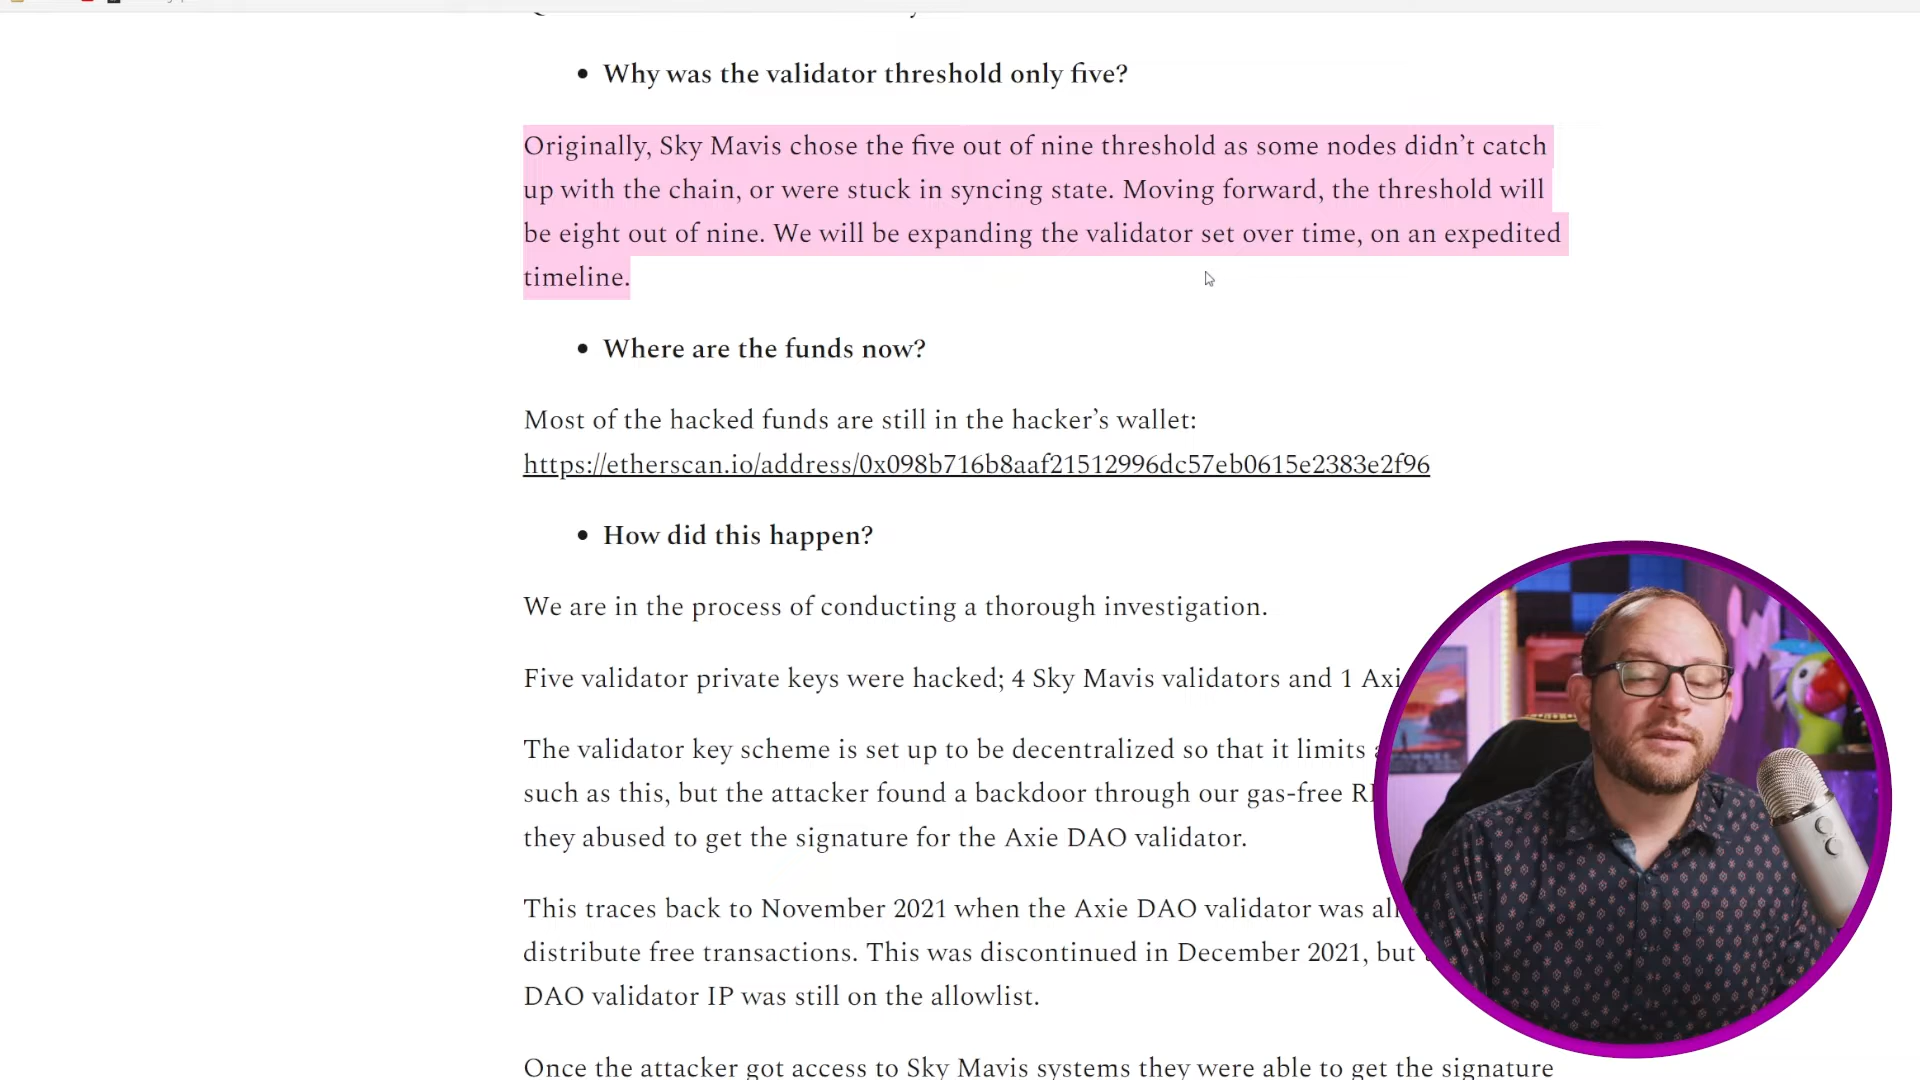 Why was the validator threshold only five?
Originally, Sky Mavis chose the five out of nine threshold as some nodes didn’t catch
up with the chain, or were stuck in syncing state. Moving forward, the threshold will
be eight out of nine. We will be expanding the validator set over time, on an expedited
timeline.
Where are the funds now?
Most of the hacked funds are still in the hacker’s wallet:
https://etherscan.io/address/0x098b716b8aaf21512996dc57eb0615e2383e2f96
How did this happen?
We are in the process of conducting a thorough investigation.
Five validator private keys were hacked; 4 Sky Mavis validators and 1 Axi
The validator key scheme is set up to be decentralized so that it limits
such as this, but the attacker found a backdoor through our gas-free
they abused to get the signature for the Axie DAO validator.
This traces back to November 2021 when the Axie DAO validator was
distribute free transactions. This was discontinued in December 2021, but
DAO validator IP was still on the allowlist.
Once the attacker got access to Sky Mavis systems they were able to get the signature